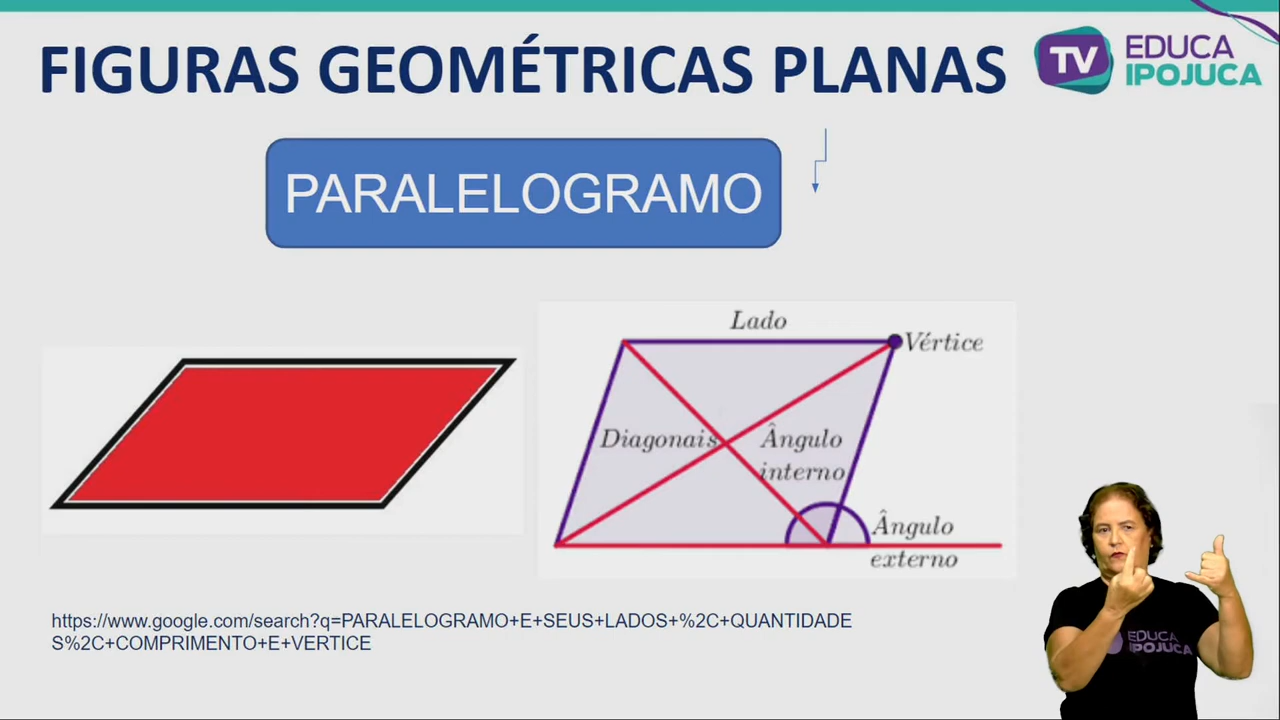 FIGURAS GEOMÉTRICAS PLANAS
TV EDUCA
IPOJUCA
PARALELOGRAMO
Lado
Vértice
Diagonais
Ângulo
interno
Ângulo
externo
https://www.google.com/search?q=PARALELOGRAMO+E+SEUS+LADOS+%2C+QUANTIDADE
S%2C+COMPRIMENTO+E+VERTICE
EDUCA
IPOJUCA